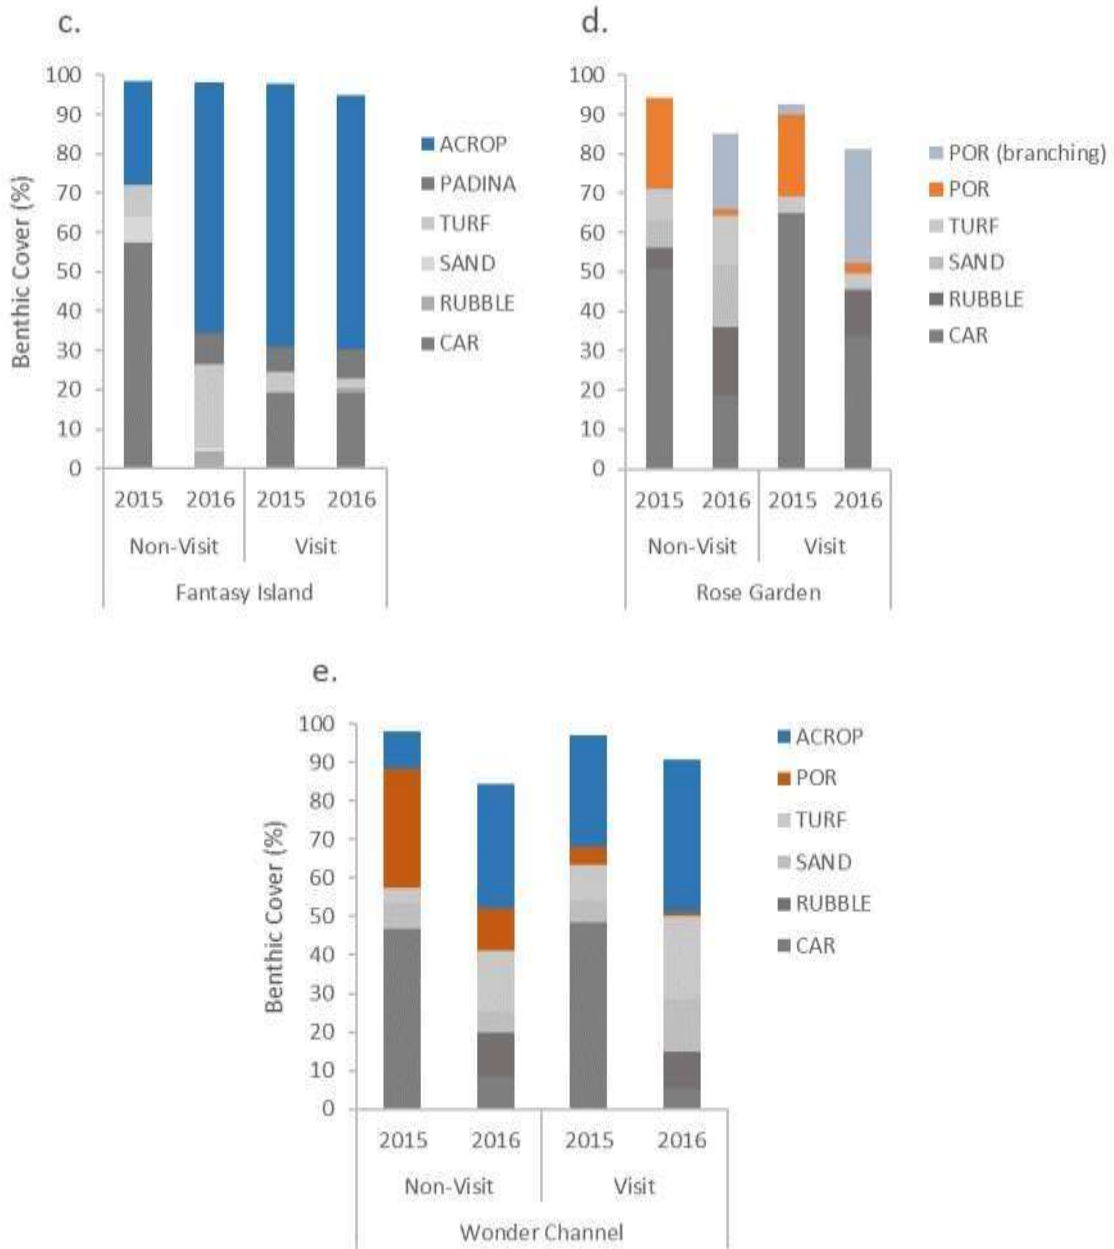 c.
100
90
80
70
60
50
40
30
20
10
0
Benthic Cover (%)
2015 2016 2015 2016
Non-Visit Visit
Fantasy Island
ACROP
PADINA
TURF
SAND
RUBBLE
CAR
d.
100
90
80
70
60
50
40
30
20
10
0
2015 2016 2015 2016
Non-Visit Visit
Rose Garden
POR (branching)
POR
TURF
SAND
RUBBLE
CAR
e.
100
90
80
70
60
50
40
30
20
10
0
Benthic Cover (%)
2015 2016 2015 2016
Non-Visit Visit
Wonder Channel
ACROP
POR
TURF
SAND
RUBBLE
CAR